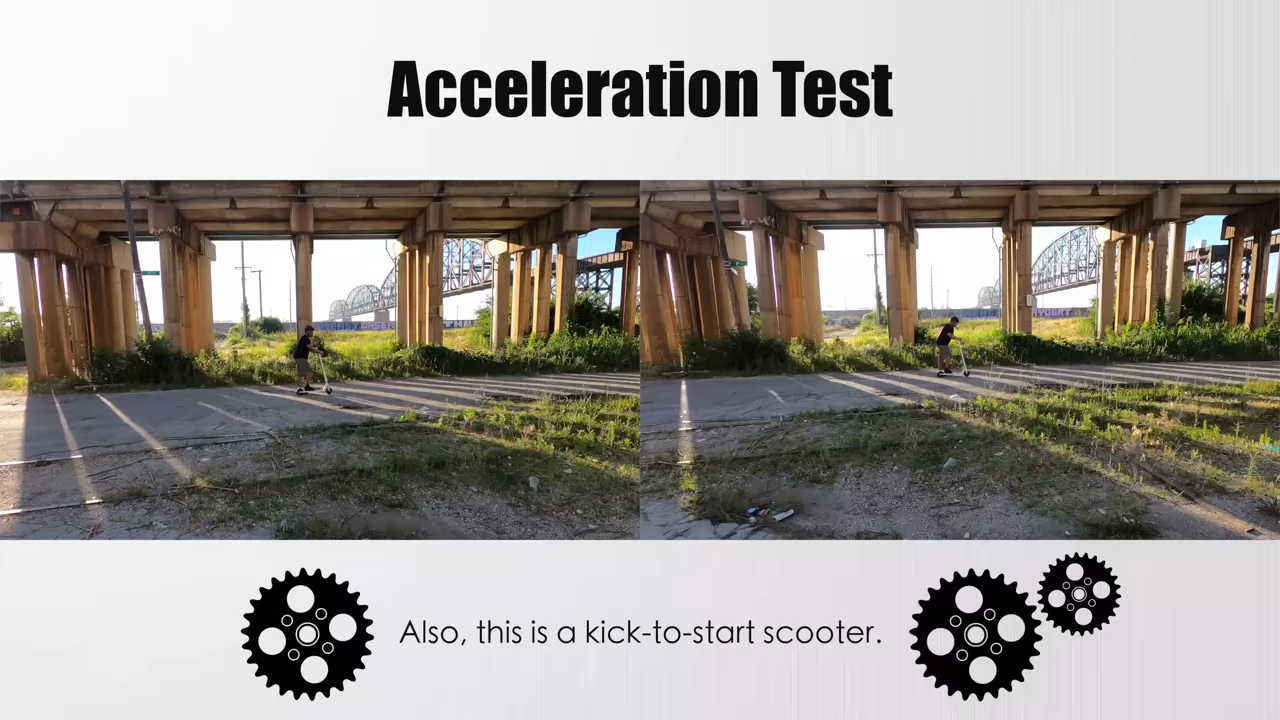 Acceleration Test
Also, this is a kick-to-start scooter.